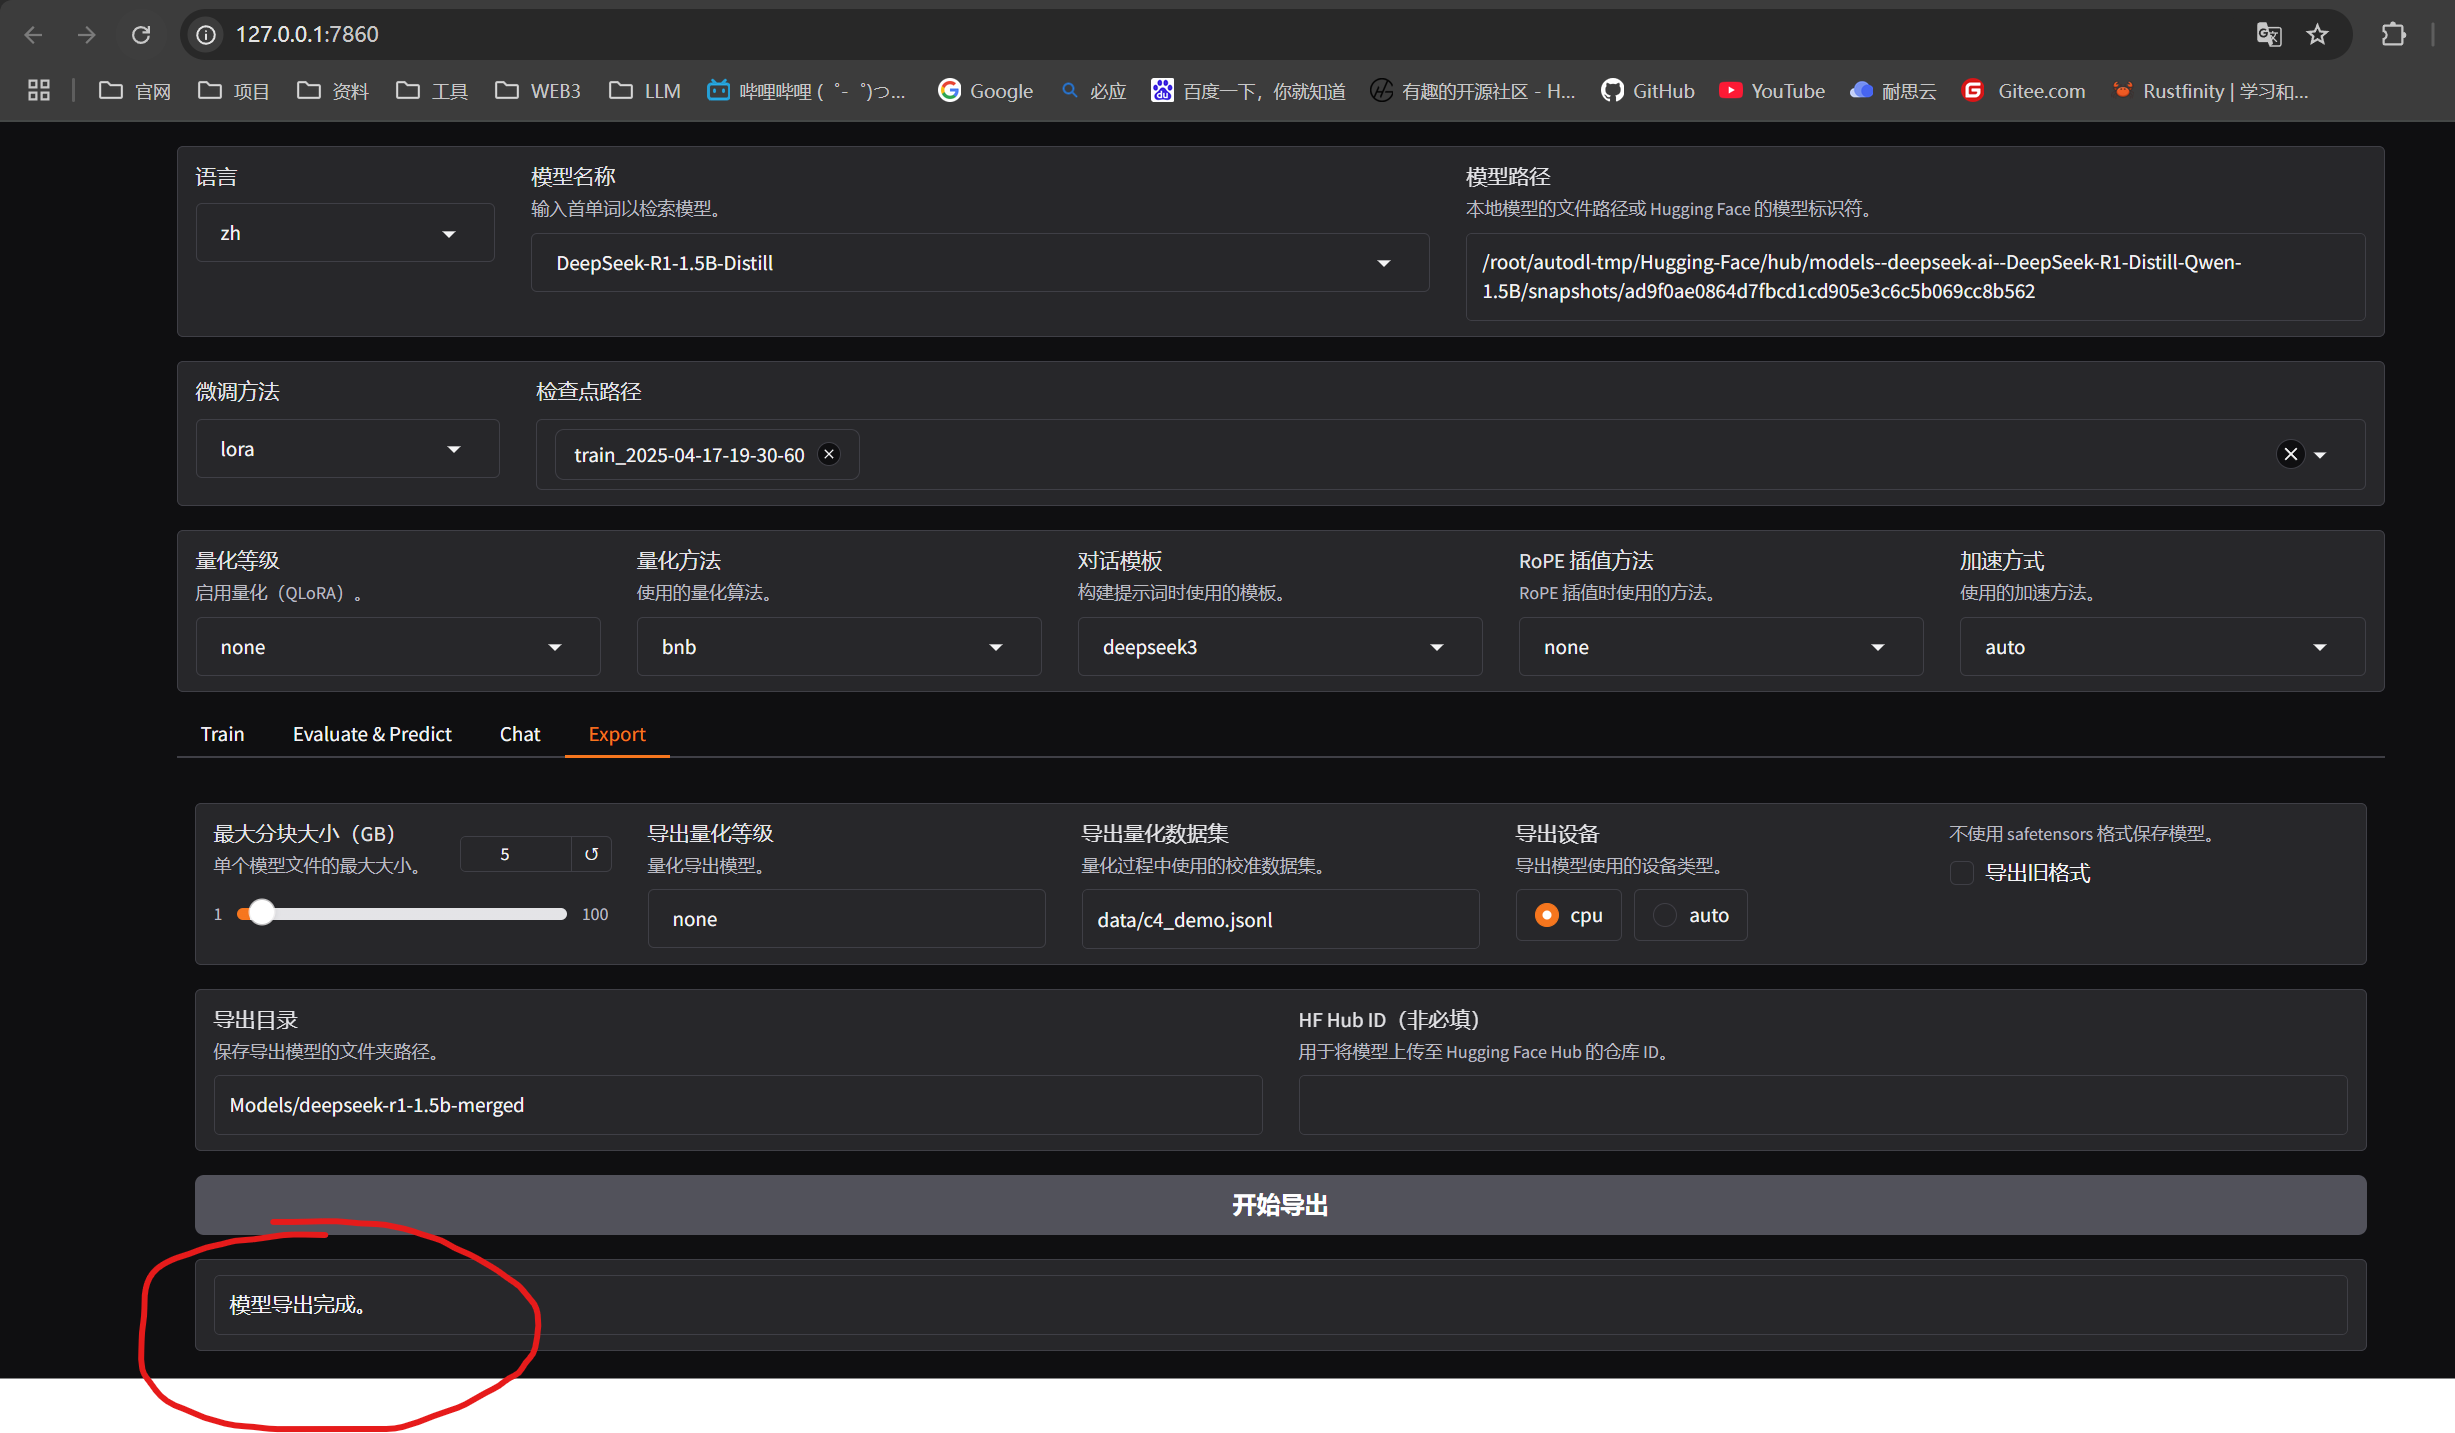 127.0.0.1:7860
官网 项目 资料 工具 WEB3 LLM 哔哩哔哩 ( ゜- ゜)つ... Google 必应 百度一下，你就知道 有趣的开源社区 - H... GitHub YouTube 耐思云 Gitee.com Rustfinity | 学习和...
语言
zh
模型名称
输入首单词以检索模型。
DeepSeek-R1-1.5B-Distill
模型路径
本地模型的文件路径或 Hugging Face 的模型标识符。
/root/autodl-tmp/Hugging-Face/hub/models--deepseek-ai--DeepSeek-R1-Distill-Qwen-
1.5B/snapshots/ad9f0ae0864d7fbcd1cd905e3c6c5b069cc8b562
微调方法
lora
检查点路径
train_2025-04-17-19-30-60
量化等级
启用量化（QLoRA）。
none
量化方法
使用的量化算法。
bnb
对话模板
构建提示词时使用的模板。
deepseek3
RoPE 插值方法
RoPE 插值时使用的方法。
none
加速方式
使用的加速方法。
auto
Train Evaluate & Predict Chat Export
最大分块大小（GB）
单个模型文件的最大大小。
5
1 100
导出量化等级
量化导出模型。
none
导出量化数据集
量化过程中使用的校准数据集。
data/c4_demo.jsonl
导出设备
导出模型使用的设备类型。
cpu auto
不使用 safetensors 格式保存模型。
导出旧格式
导出目录
保存导出模型的文件夹路径。
Models/deepseek-r1-1.5b-merged
HF Hub ID（非必填）
用于将模型上传至 Hugging Face Hub 的仓库 ID。
开始导出
模型导出完成。